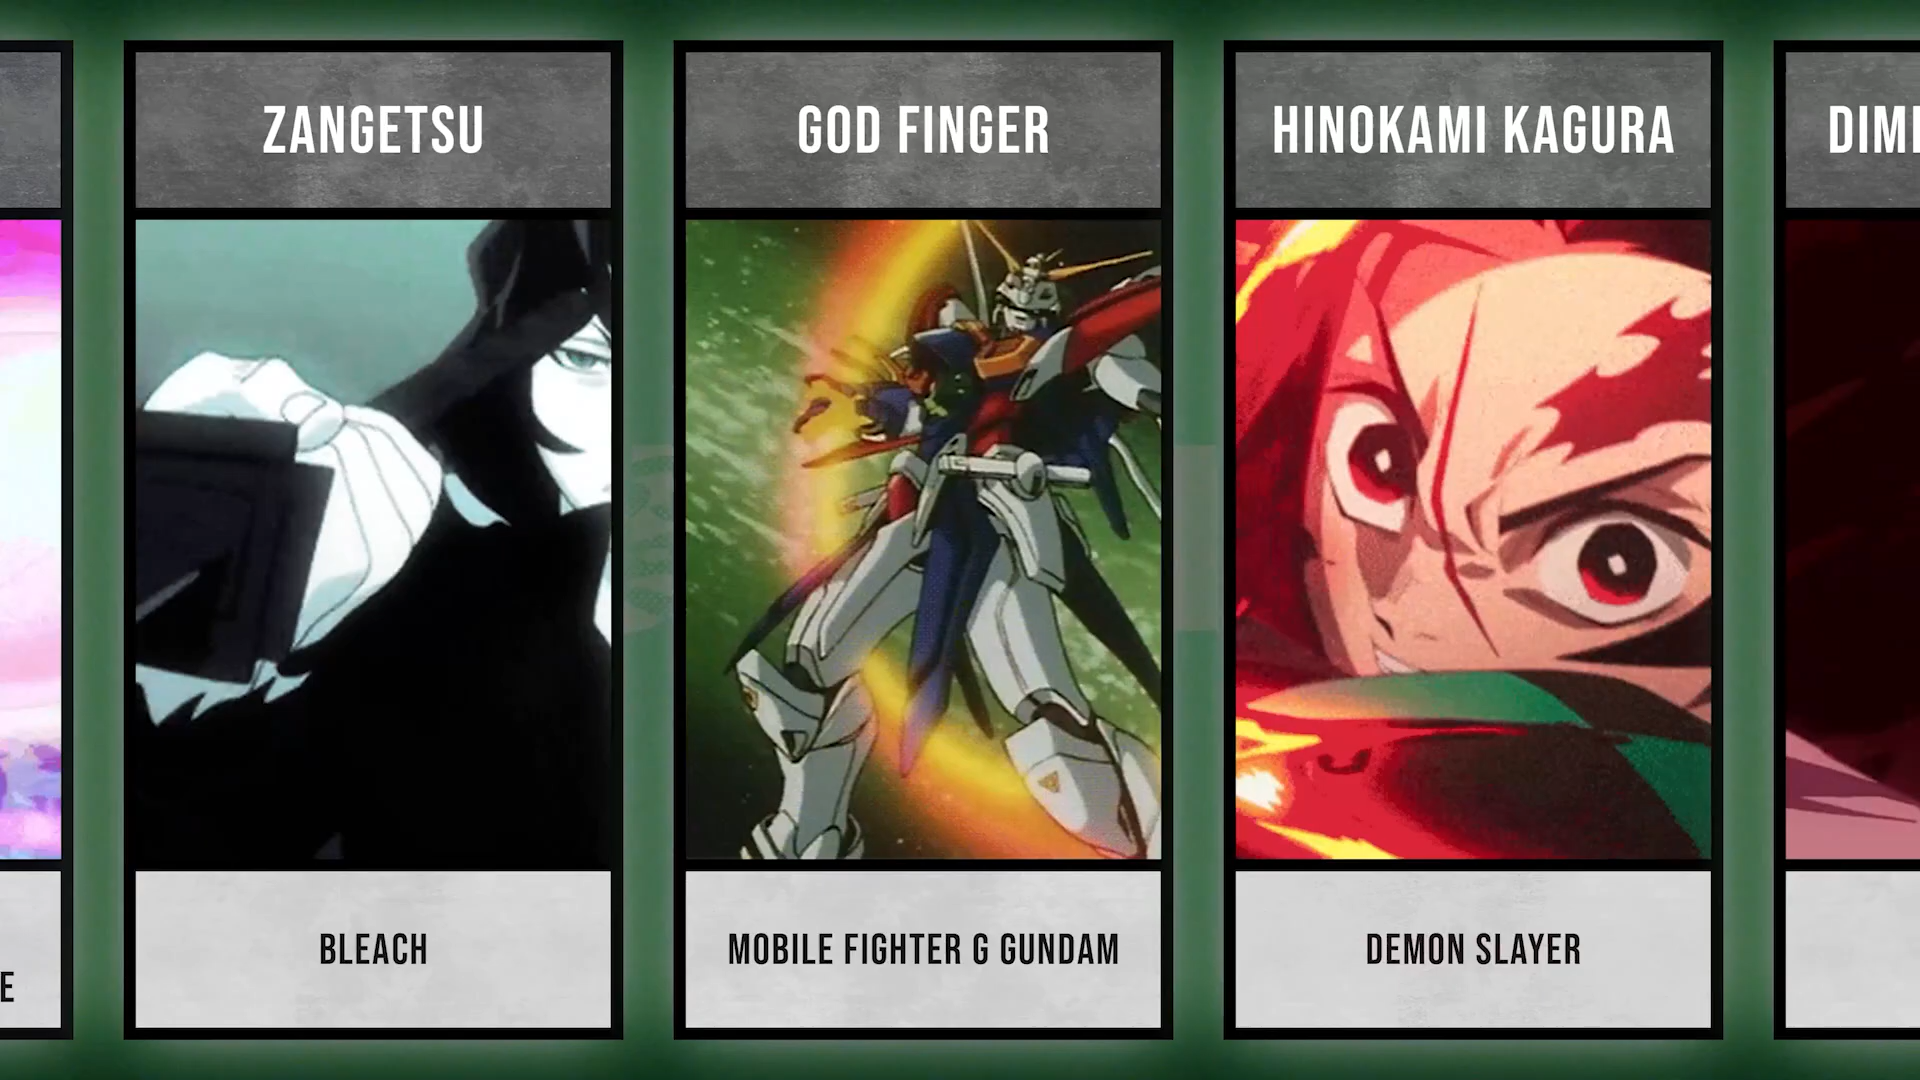 ZANGETSU
GOD FINGER
HINOKAMI KAGURA
BLEACH
MOBILE FIGHTER G GUNDAM
DEMON SLAYER